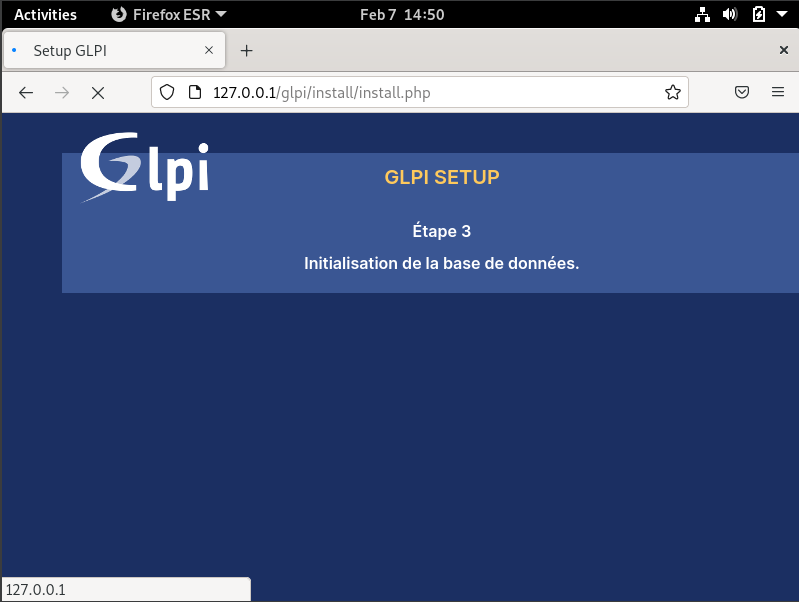 Activities Firefox ESR Feb 7 14:50
Setup GLPI
127.0.0.1/glpi/install/install.php
Glpi
GLPI SETUP
Étape 3
Initialisation de la base de données.
127.0.0.1